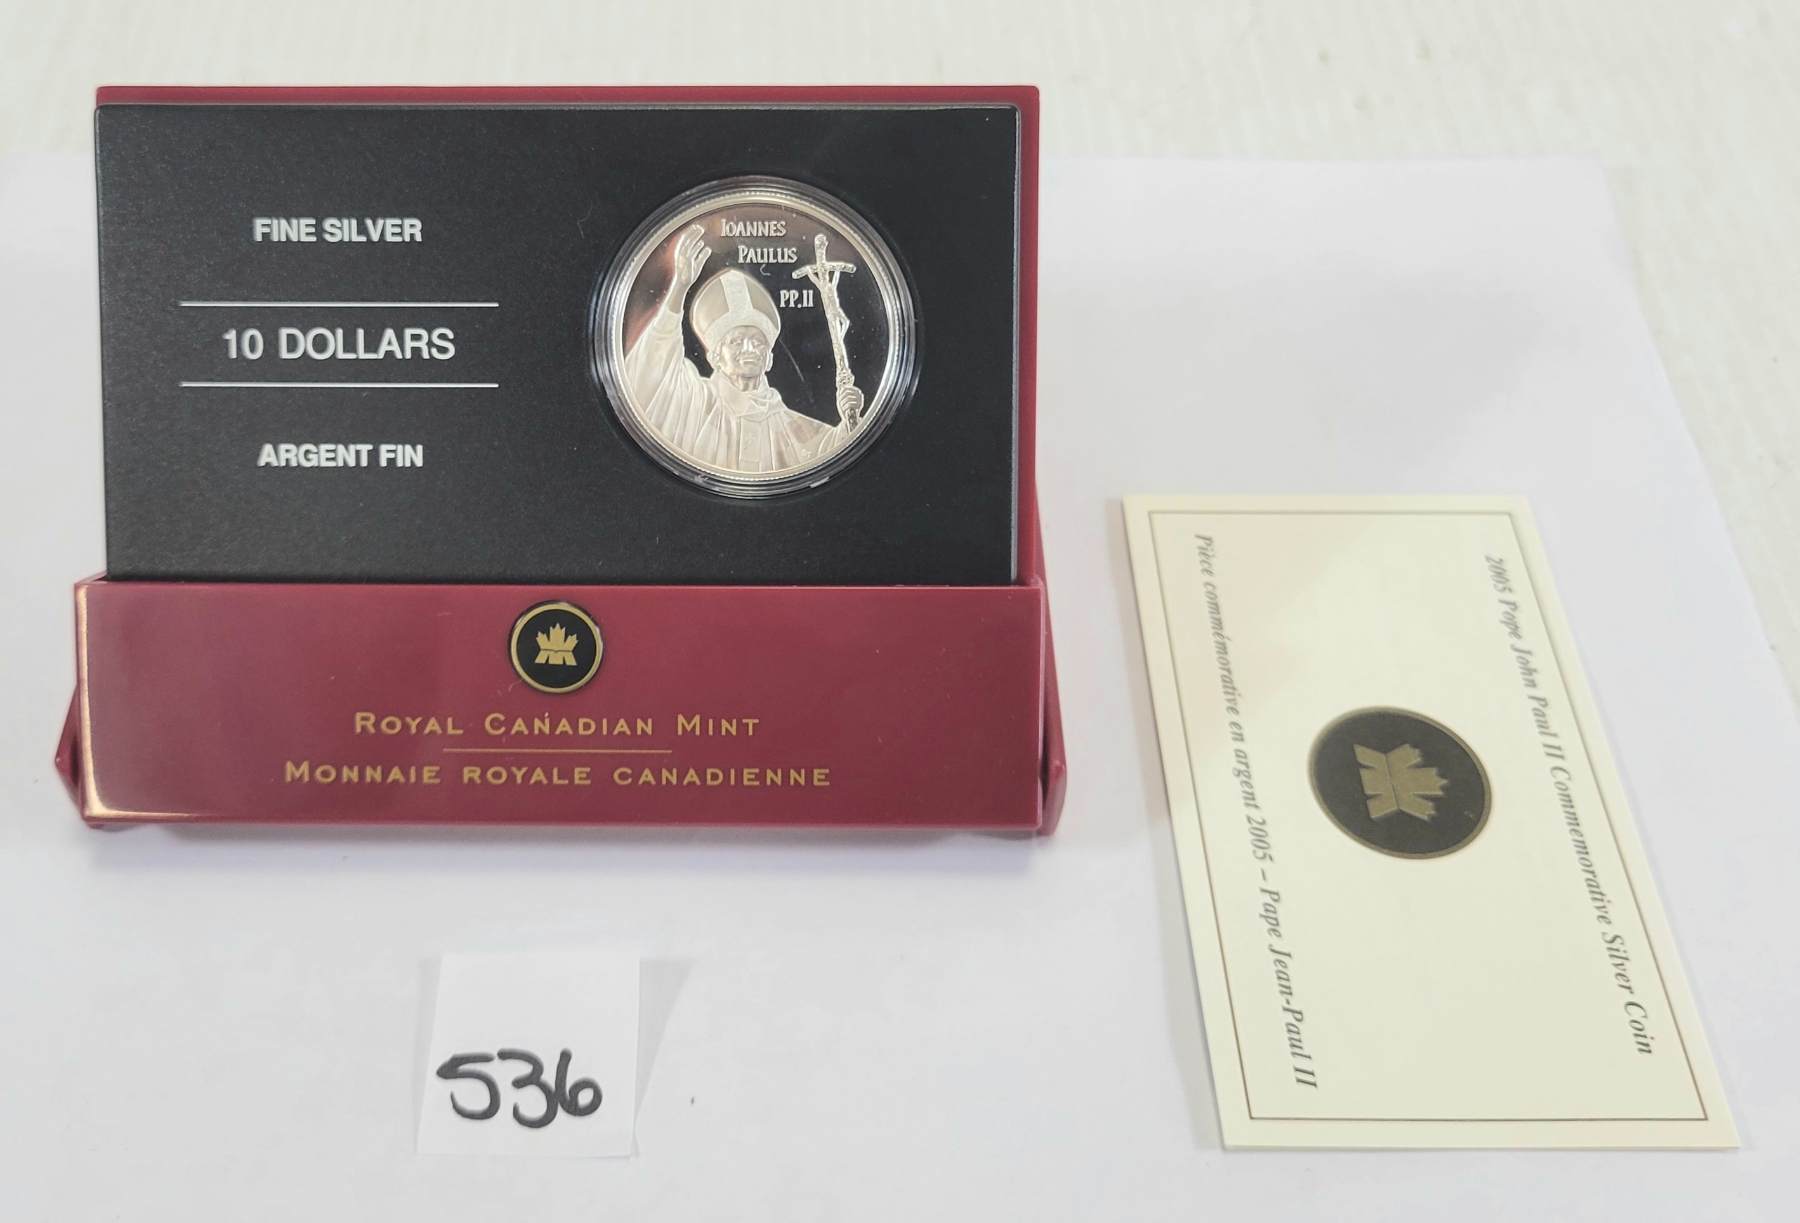 FINE SILVER
10 DOLLARS
ARGENT FIN
IOANNES
PAULUS
PP.II
ROYAL CANADIAN MINT
MONNAIE ROYALE CANADIENNE
2005 Pope John Paul II Commemorative Silver Coin
Pièce commémorative en argent 2005 – Pape Jean-Paul II
536